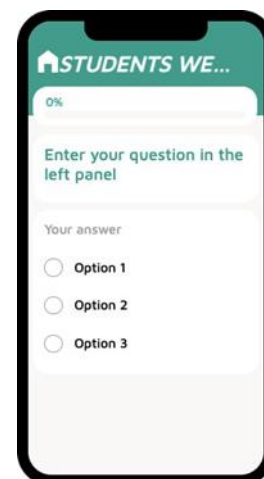 STUDENTS WE...
0%
Enter your question in the
left panel
Your answer
Option 1
Option 2
Option 3